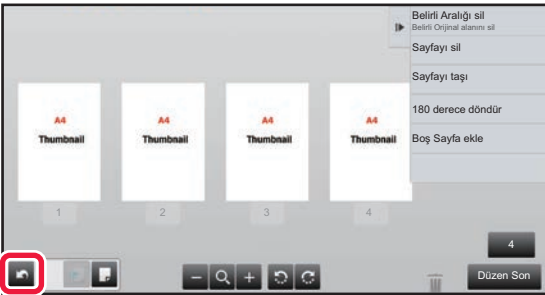 Belirli Aralığı sil
Belirli Orijinal alanını sil
Sayfayı sil
Sayfayı taşı
180 derece döndür
Boş Sayfa ekle
A4
Thumbnail
A4
Thumbnail
A4
Thumbnail
A4
Thumbnail
1
2
3
4
4
Düzen Son